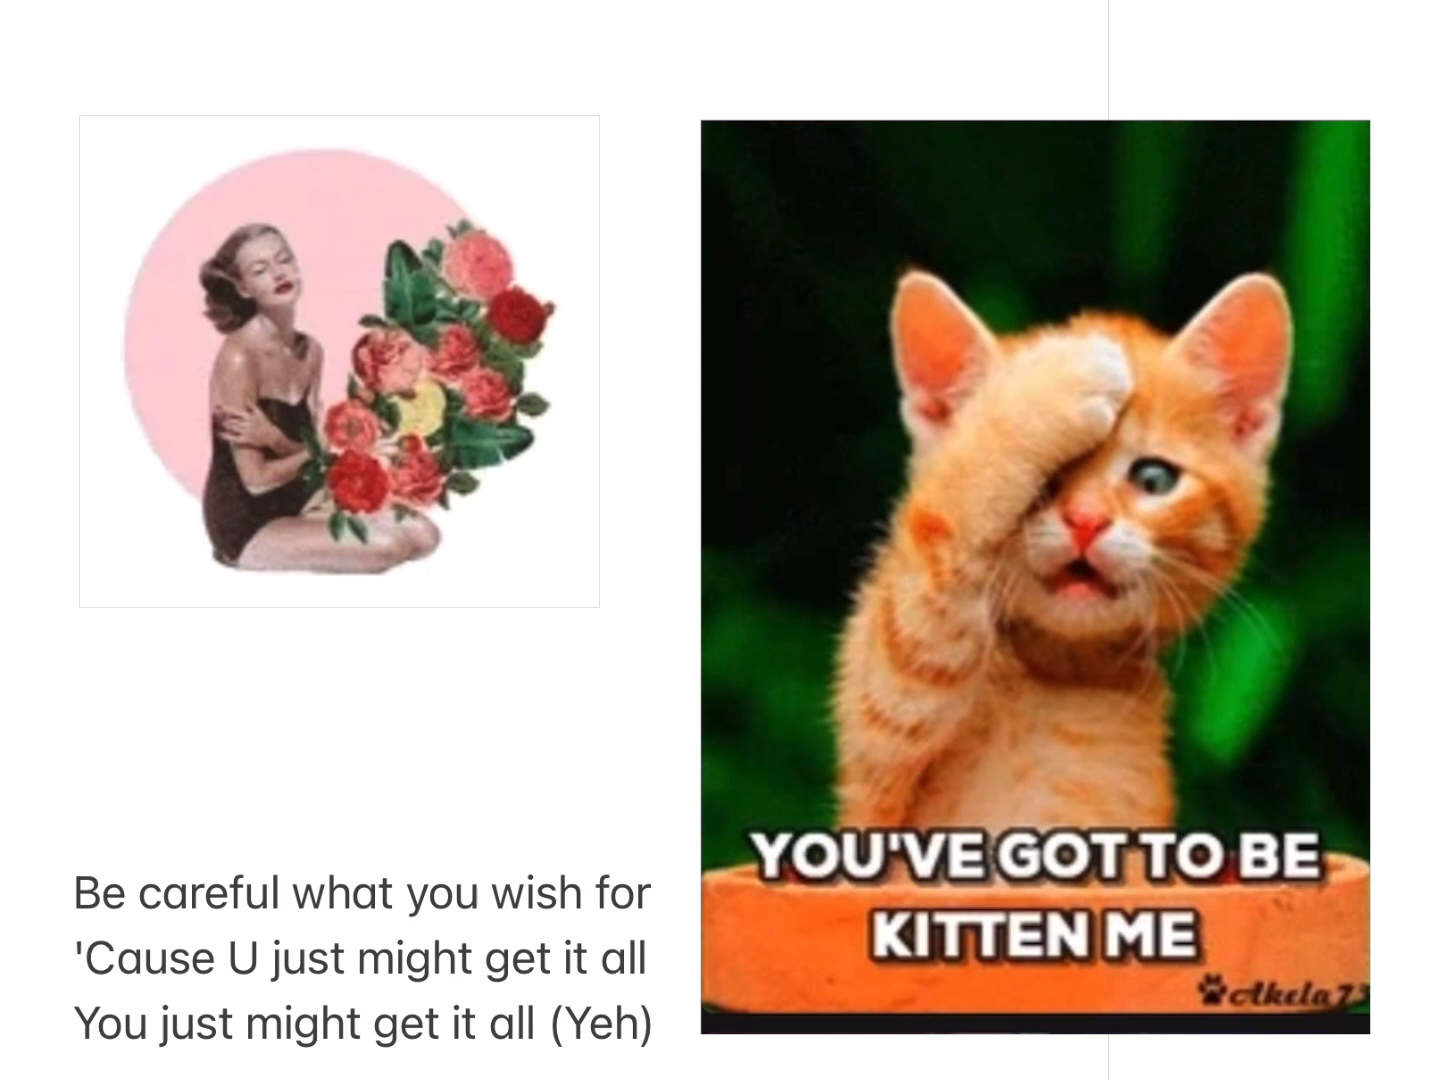 Be careful what you wish for
'Cause U just might get it all
You just might get it all (Yeh)
YOU'VE GOT TO BE
KITTEN ME
Akela73